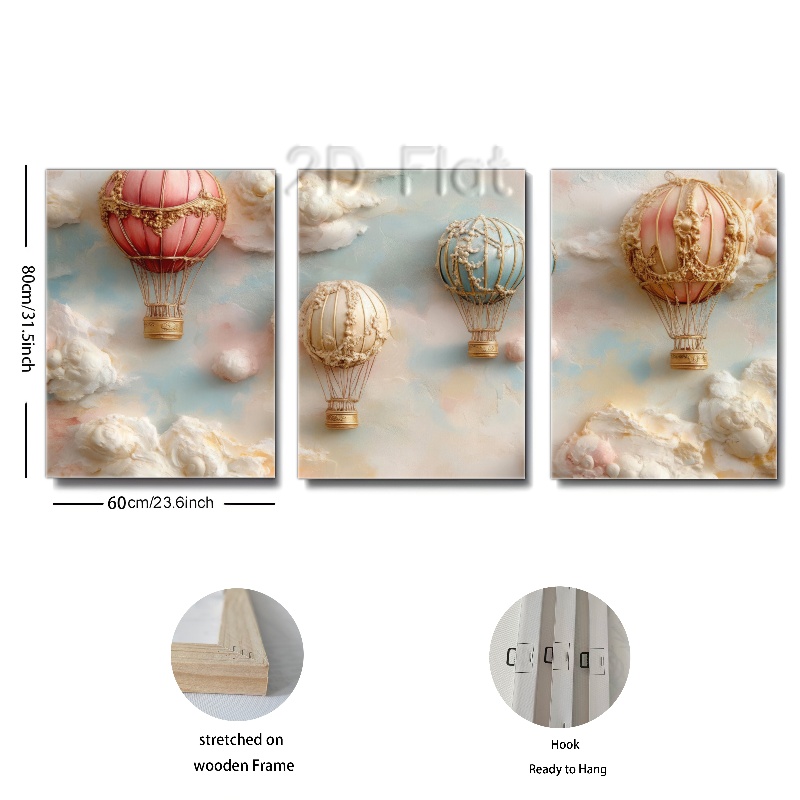 2D Flat
80cm/31.5inch
60cm/23.6inch
stretched on
wooden Frame
Hook
Ready to Hang